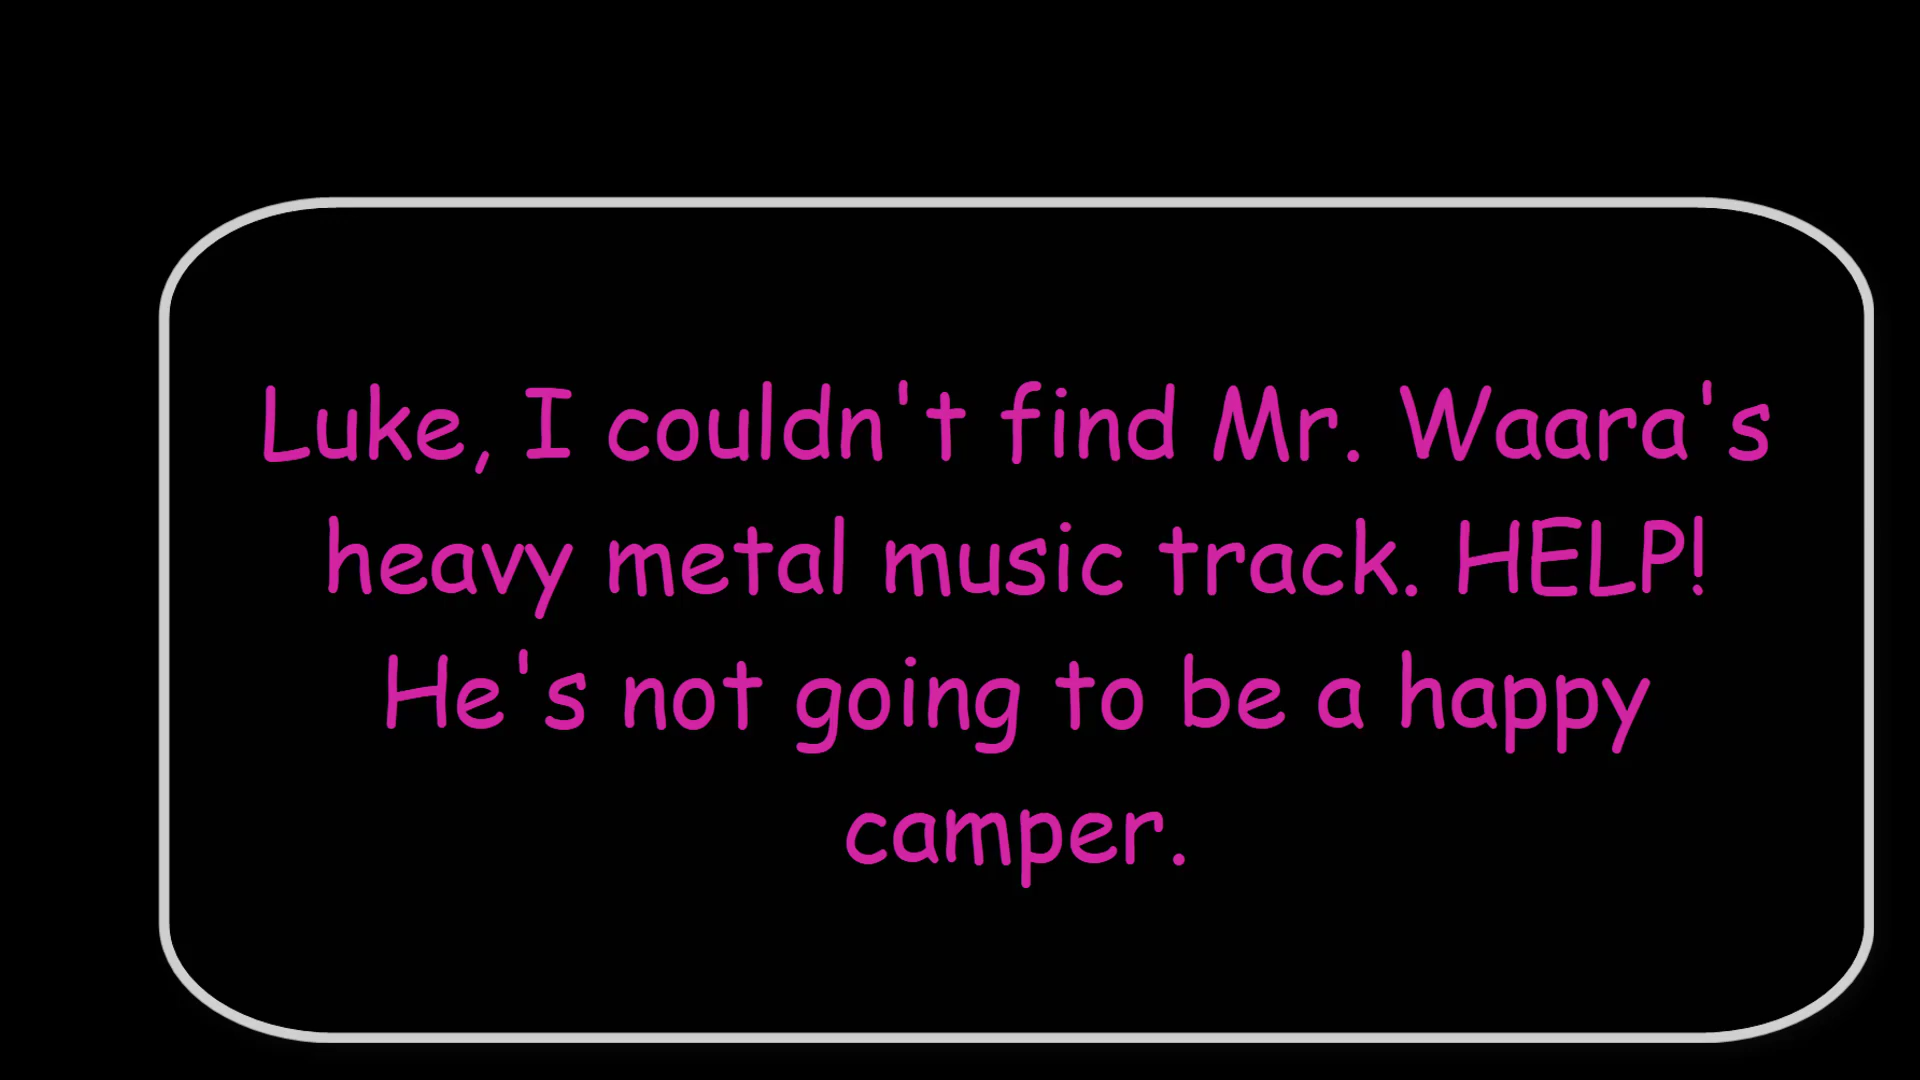 Luke, I couldn't find Mr. Waara's
heavy metal music track. HELP!
He's not going to be a happy
camper.